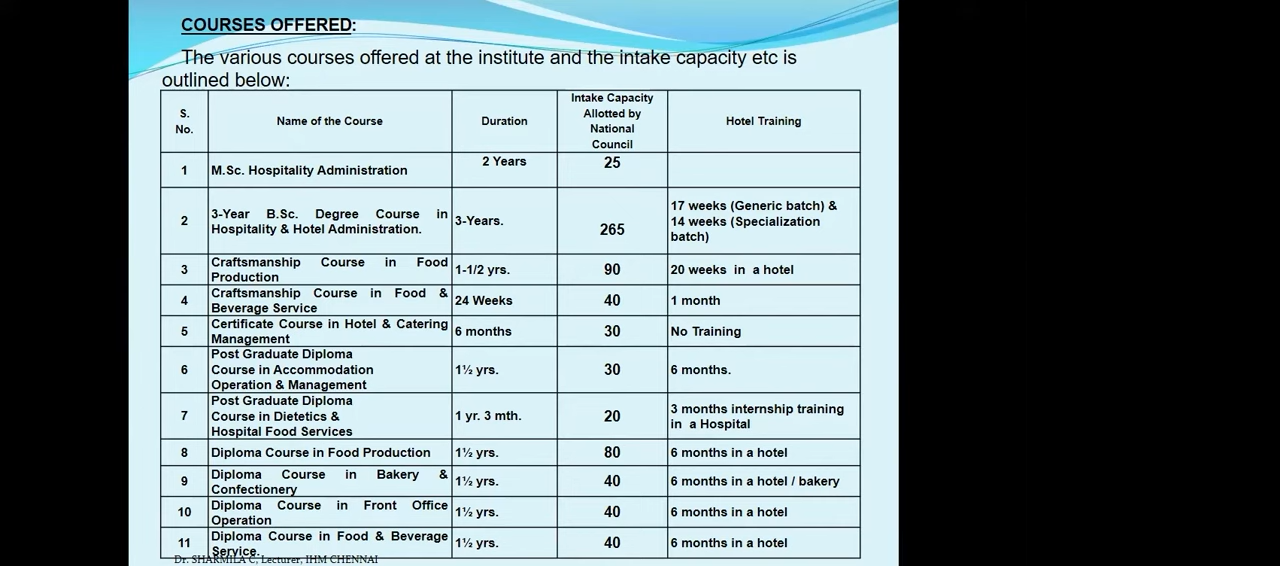 COURSES OFFERED:
The various courses offered at the institute and the intake capacity etc is
outlined below:
S. No. Name of the Course Duration Intake Capacity Allotted by National Council Hotel Training
1 M.Sc. Hospitality Administration 2 Years 25
2 3-Year B.Sc. Degree Course in Hospitality & Hotel Administration. 3-Years. 265 17 weeks (Generic batch) & 14 weeks (Specialization batch)
3 Craftsmanship Course in Food Production 1-1/2 yrs. 90 20 weeks in a hotel
4 Craftsmanship Course in Food & Beverage Service 24 Weeks 40 1 month
5 Certificate Course in Hotel & Catering Management 6 months 30 No Training
6 Post Graduate Diploma Course in Accommodation Operation & Management 1½ yrs. 30 6 months.
7 Post Graduate Diploma Course in Dietetics & Hospital Food Services 1 yr. 3 mth. 20 3 months internship training in a Hospital
8 Diploma Course in Food Production 1½ yrs. 80 6 months in a hotel
9 Diploma Course in Bakery & Confectionery 1½ yrs. 40 6 months in a hotel / bakery
10 Diploma Course in Front Office Operation 1½ yrs. 40 6 months in a hotel
11 Diploma Course in Food & Beverage Service. 1½ yrs. 40 6 months in a hotel
Dr. SHARMILA C, Lecturer, IHM CHENNAI